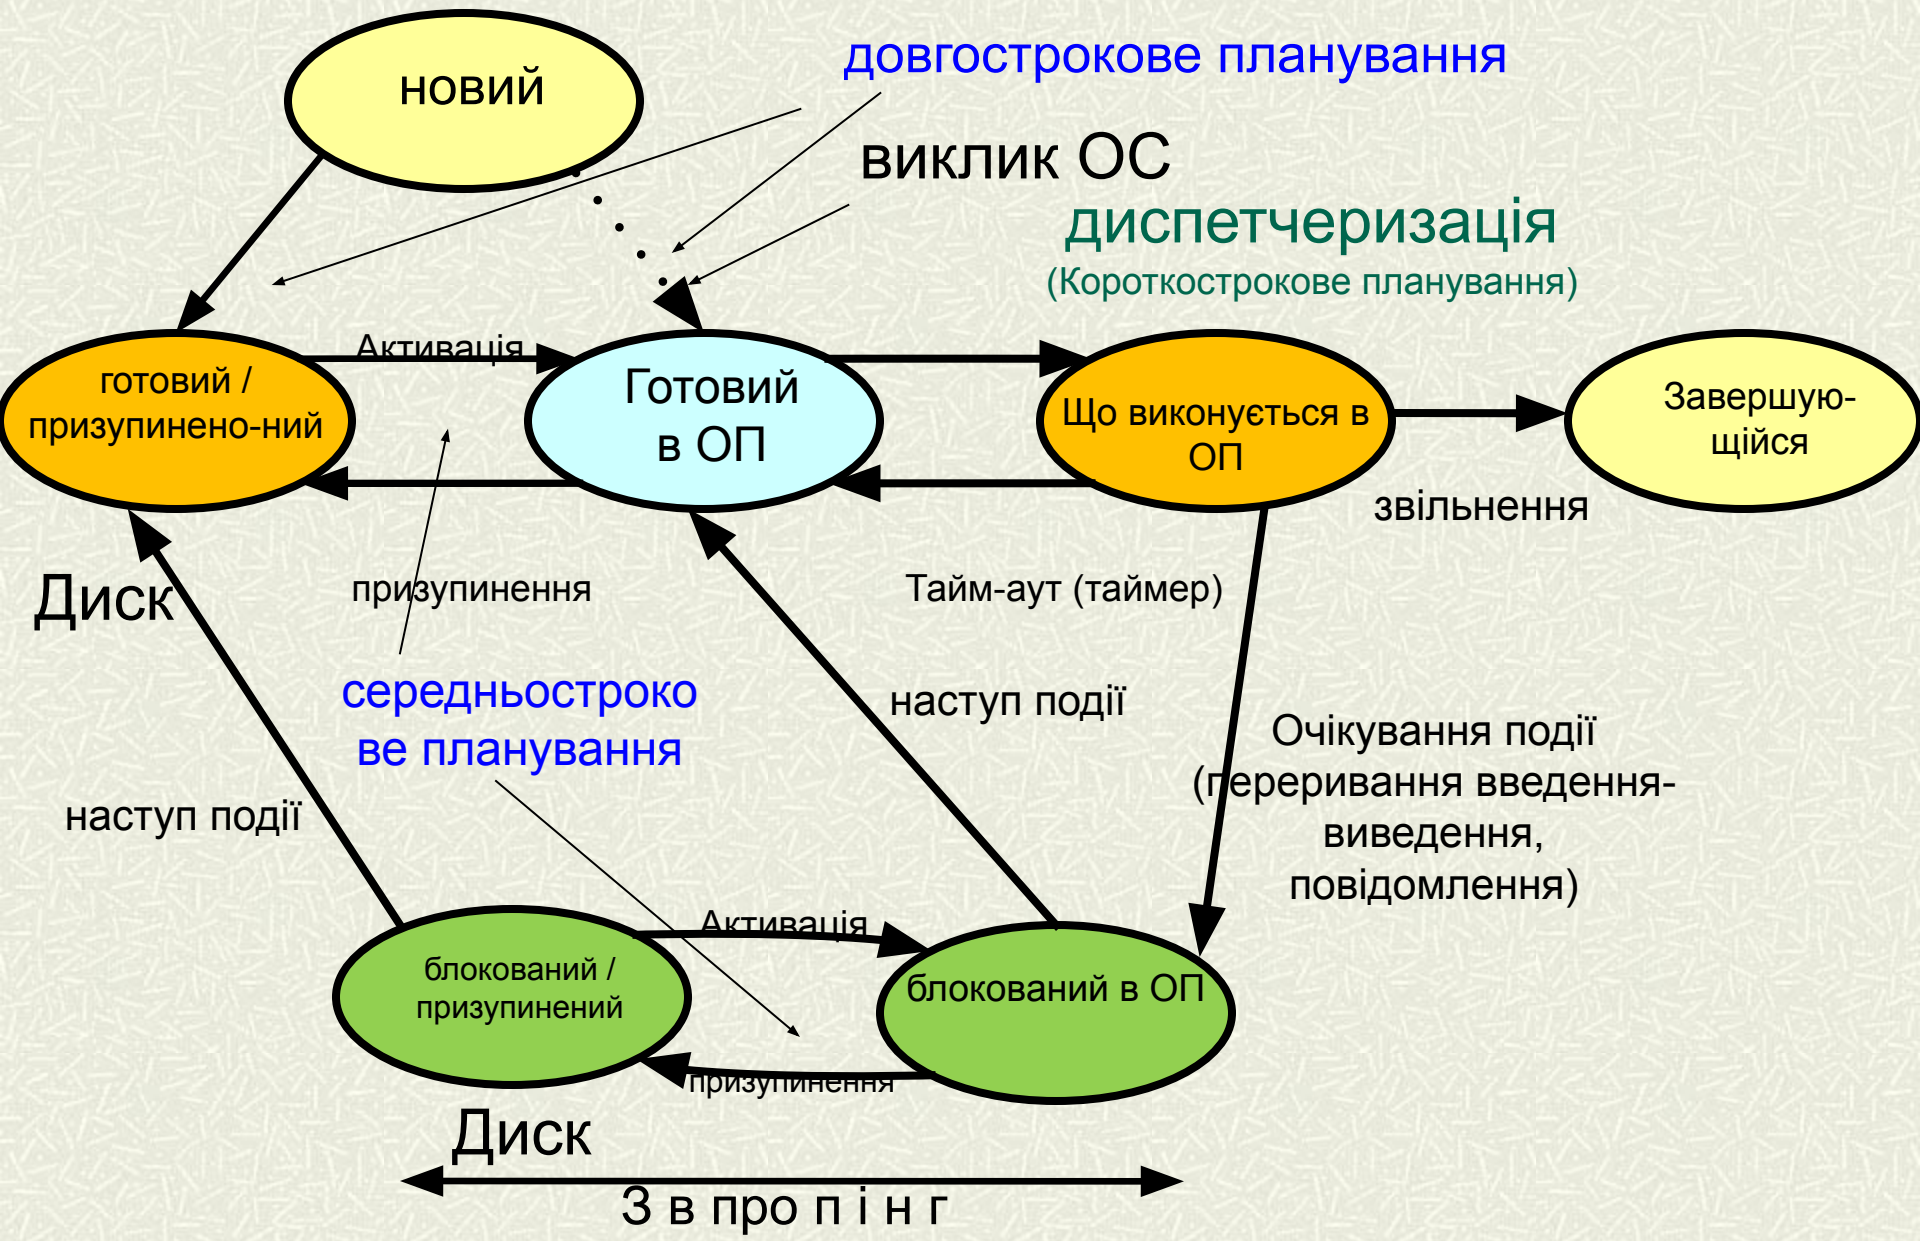 новий
довгострокове планування
виклик ОС
диспетчеризація
(Короткострокове планування)
Активація
готовий /
призупинено-ний
Готовий
в ОП
Що виконується в
ОП
Завершую-
щійся
звільнення
Диск
призупинення
Тайм-аут (таймер)
середньостроко
ве планування
наступ події
Очікування події
(переривання введення-
виведення,
повідомлення)
наступ події
Активація
блокований /
призупинений
блокований в ОП
призупинення
Диск
З в про п і н г